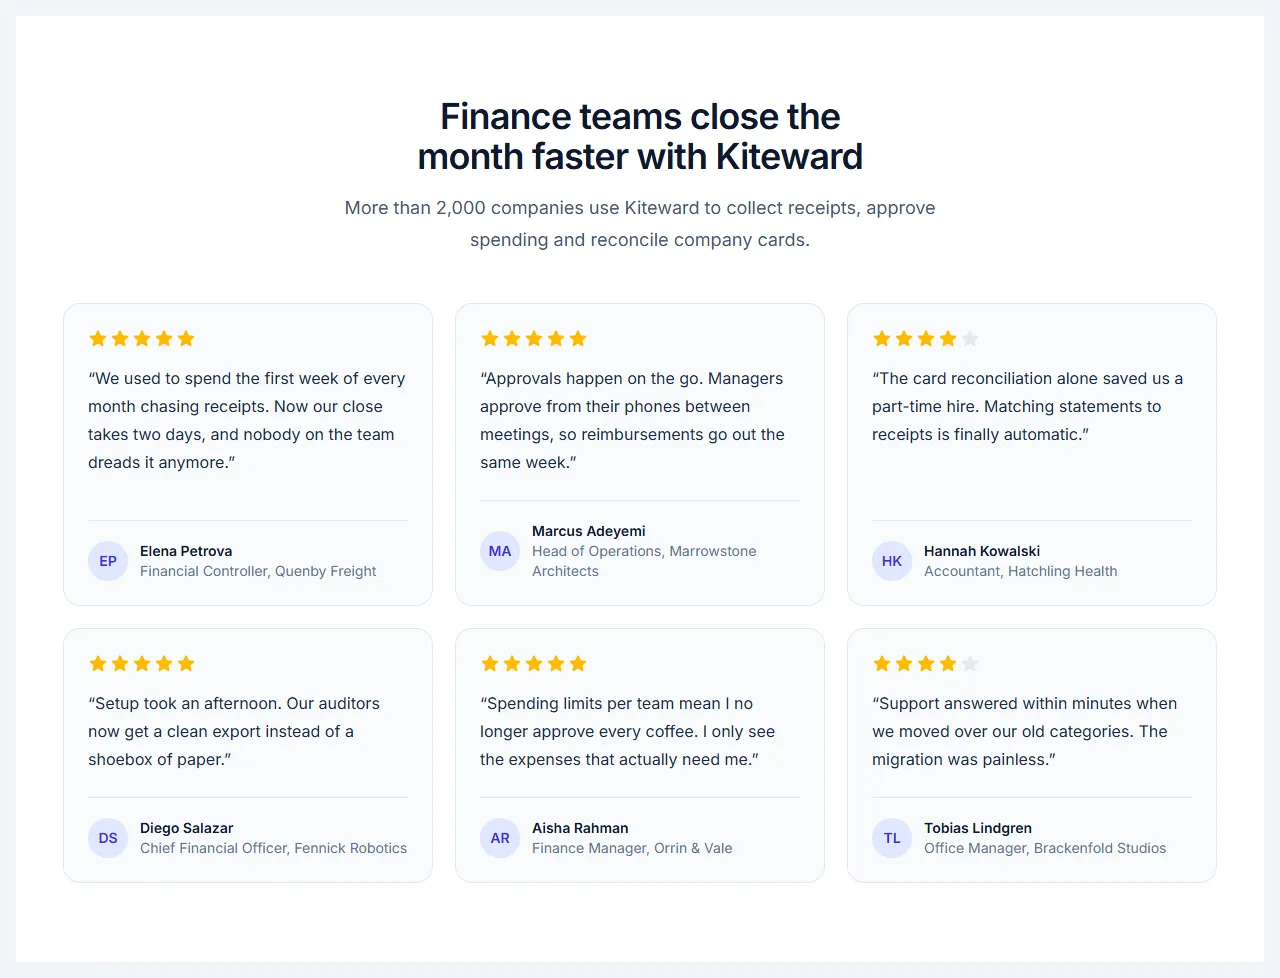 Finance teams close the
month faster with Kiteward
More than 2,000 companies use Kiteward to collect receipts, approve
spending and reconcile company cards.
“We used to spend the first week of every
month chasing receipts. Now our close
takes two days, and nobody on the team
dreads it anymore.”
EP
Elena Petrova
Financial Controller, Quenby Freight
“Approvals happen on the go. Managers
approve from their phones between
meetings, so reimbursements go out the
same week.”
MA
Marcus Adeyemi
Head of Operations, Marrowstone
Architects
“The card reconciliation alone saved us a
part-time hire. Matching statements to
receipts is finally automatic.”
HK
Hannah Kowalski
Accountant, Hatchling Health
“Setup took an afternoon. Our auditors
now get a clean export instead of a
shoebox of paper.”
DS
Diego Salazar
Chief Financial Officer, Fennick Robotics
“Spending limits per team mean I no
longer approve every coffee. I only see
the expenses that actually need me.”
AR
Aisha Rahman
Finance Manager, Orrin & Vale
“Support answered within minutes when
we moved over our old categories. The
migration was painless.”
TL
Tobias Lindgren
Office Manager, Brackenfold Studios